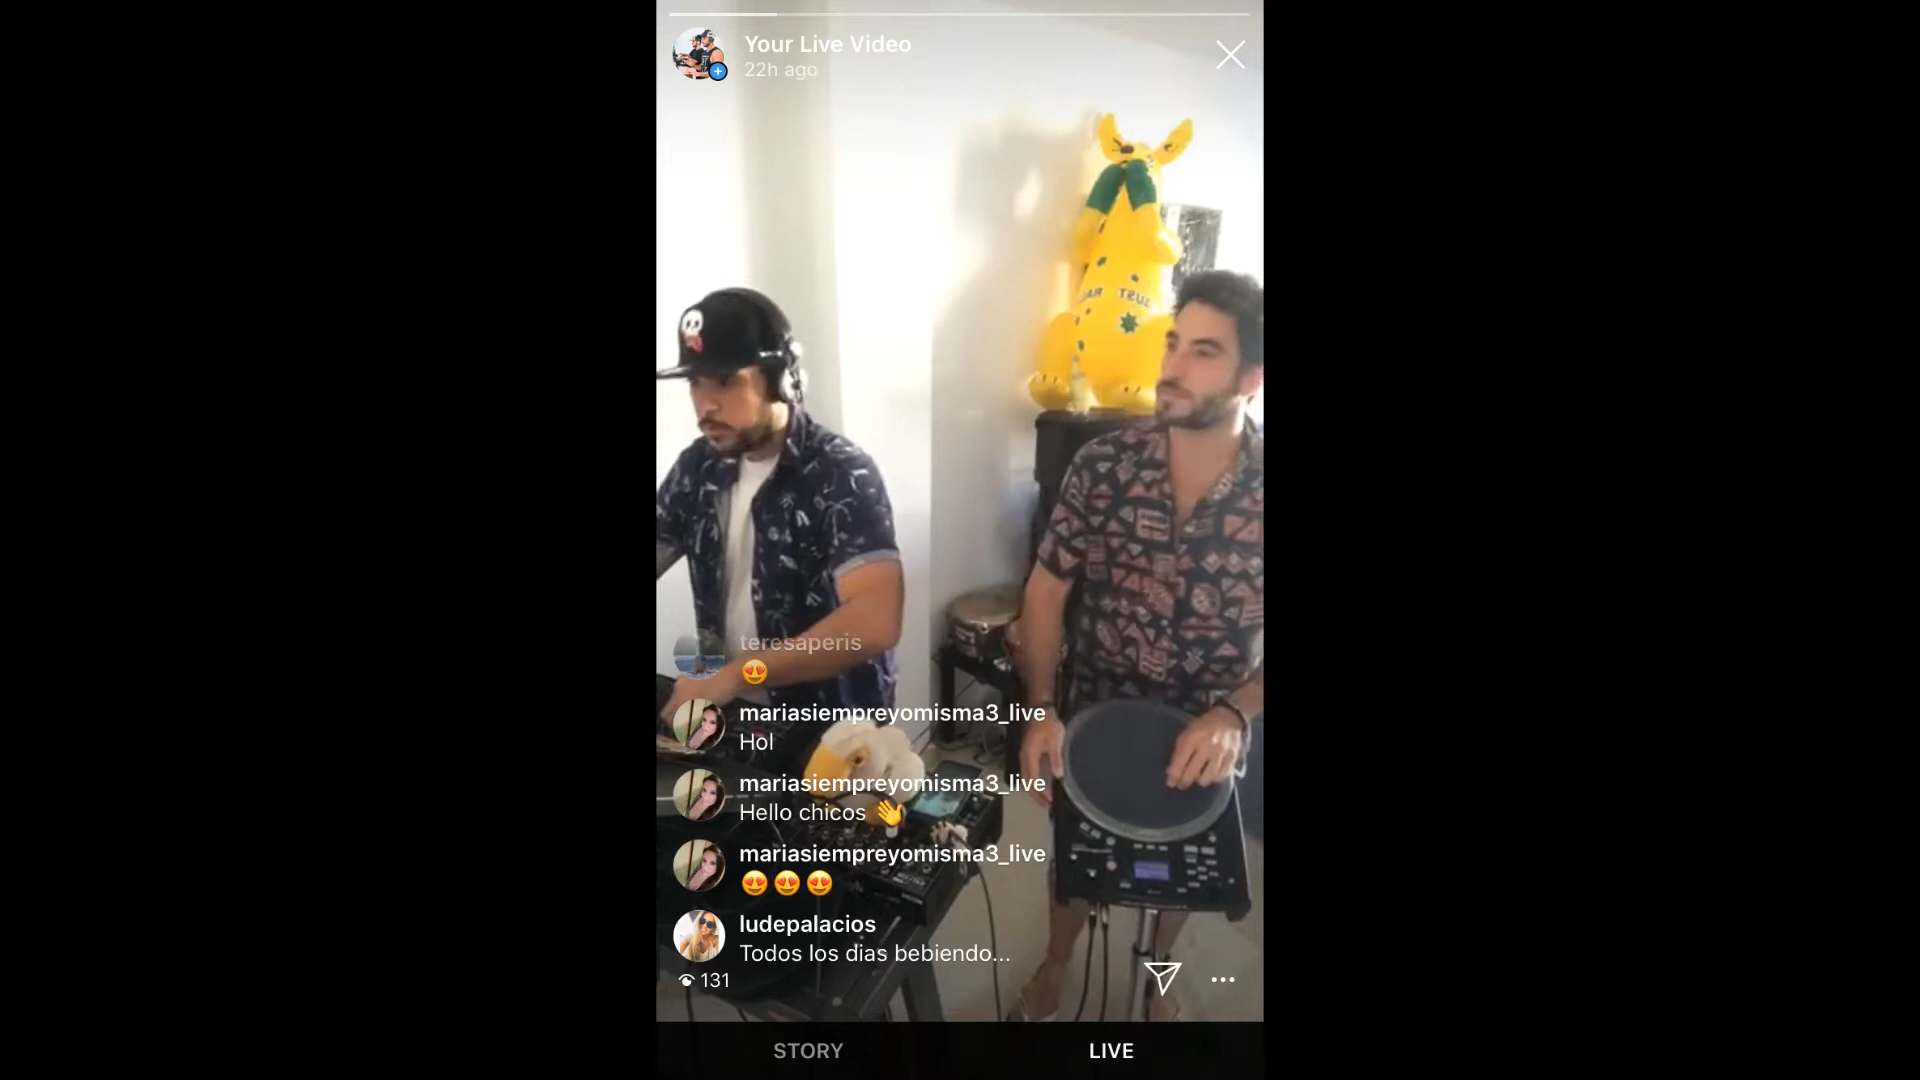 Your Live Video
22h ago
JUST
teresaperis
😍
mariasiempreyomisma3_live
Hol
mariasiempreyomisma3_live
Hello chicos 👋
mariasiempreyomisma3_live
😍😍😍
ludepalacios
Todos los dias bebiendo...
131
STORY
LIVE